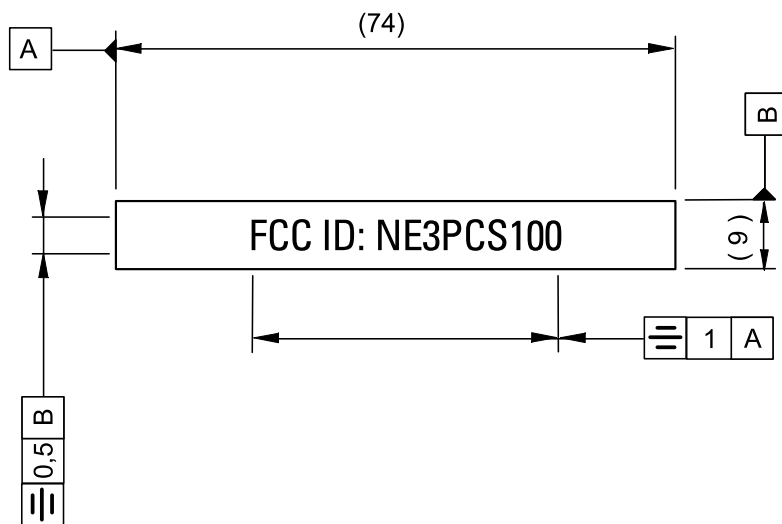 (74)
A
B
FCC ID: NE3PCS100
(9)
⌯ 1 A
⌯ 0,5 B